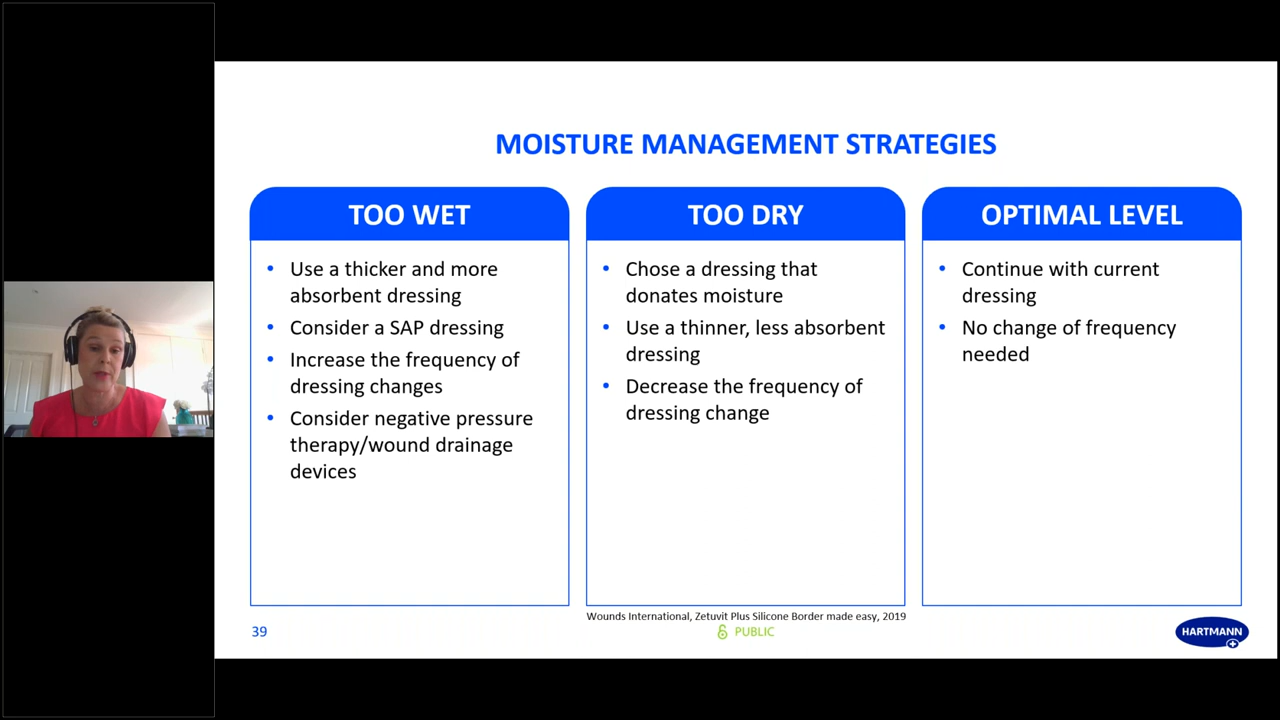 MOISTURE MANAGEMENT STRATEGIES
TOO WET
• Use a thicker and more
absorbent dressing
• Consider a SAP dressing
• Increase the frequency of
dressing changes
• Consider negative pressure
therapy/wound drainage
devices
TOO DRY
• Chose a dressing that
donates moisture
• Use a thinner, less absorbent
dressing
• Decrease the frequency of
dressing change
OPTIMAL LEVEL
• Continue with current
dressing
• No change of frequency
needed
Wounds International, Zetuvit Plus Silicone Border made easy, 2019
39
PUBLIC
HARTMANN